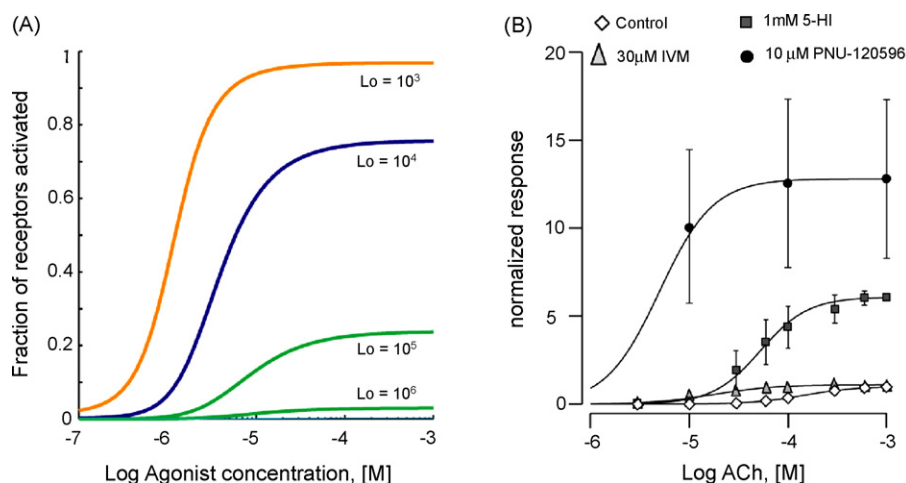 (A)
1
0.8
0.6
0.4
0.2
0
Fraction of receptors activated
Lo = 10³
Lo = 10⁴
Lo = 10⁵
Lo = 10⁶
-7
-6
-5
-4
-3
Log Agonist concentration, [M]
(B)
Control
1mM 5-HI
30μM IVM
10 μM PNU-120596
20
15
10
5
0
normalized response
-6
-5
-4
-3
Log ACh, [M]